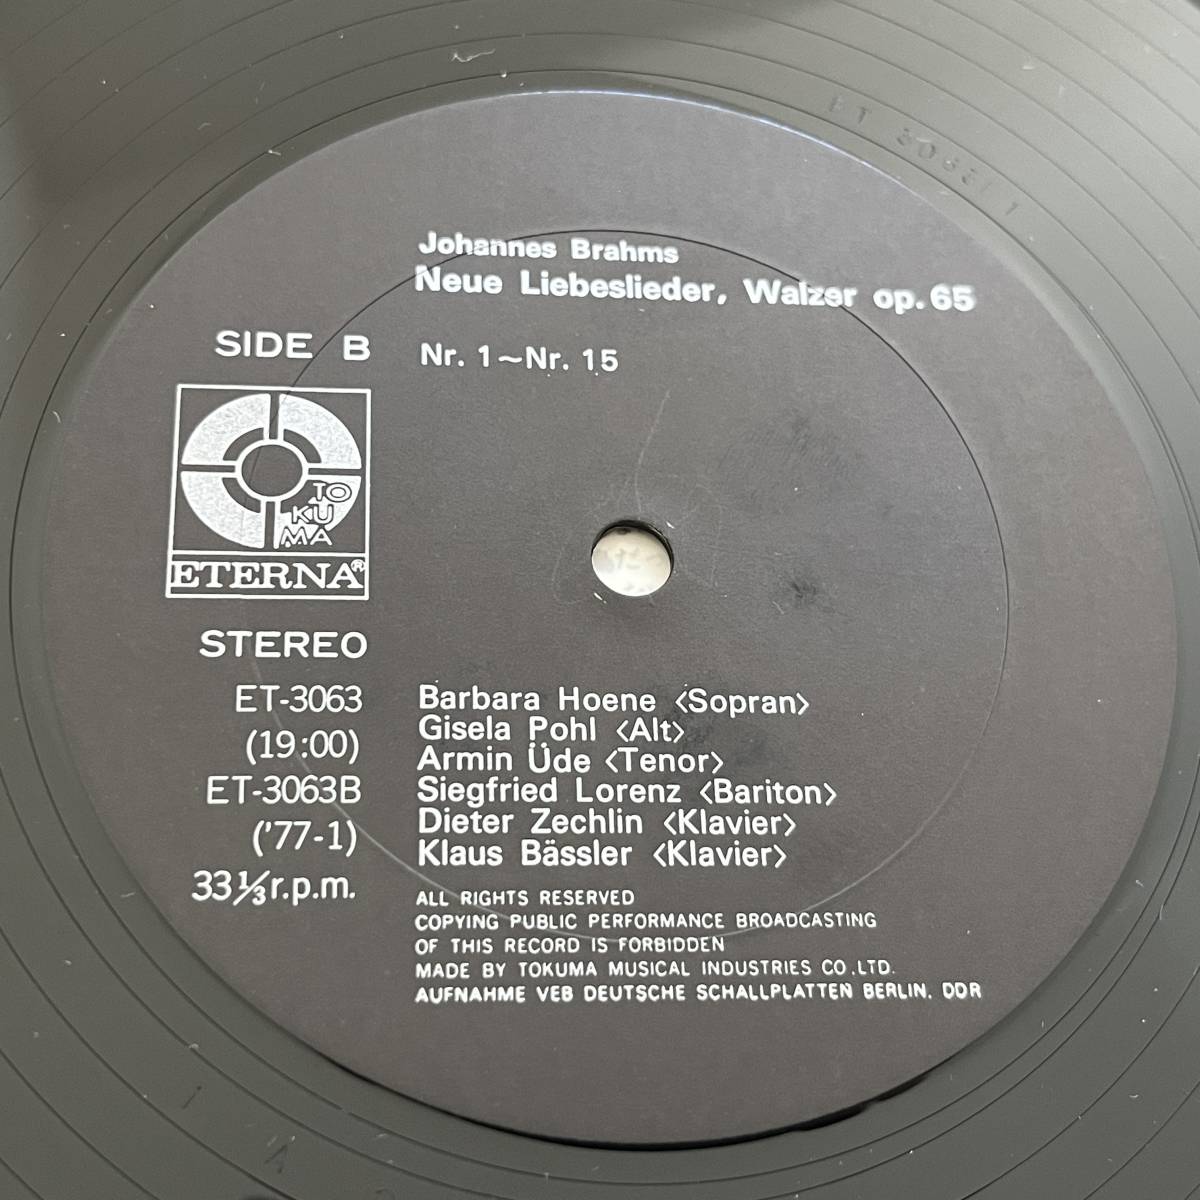 Johannes Brahms
Neue Liebeslieder, Walzer op. 65
SIDE B
Nr. 1~Nr. 15
TO
KU
MA
ETERNA®
STEREO
ET-3063
(19:00)
ET-3063B
('77-1)
33⅓r.p.m.
Barbara Hoene <Sopran>
Gisela Pohl <Alt>
Armin Üde <Tenor>
Siegfried Lorenz <Bariton>
Dieter Zechlin <Klavier>
Klaus Bässler <Klavier>
ALL RIGHTS RESERVED
COPYING PUBLIC PERFORMANCE BROADCASTING
OF THIS RECORD IS FORBIDDEN
MADE BY TOKUMA MUSICAL INDUSTRIES CO.,LTD.
AUFNAHME VEB DEUTSCHE SCHALLPLATTEN BERLIN. DDR